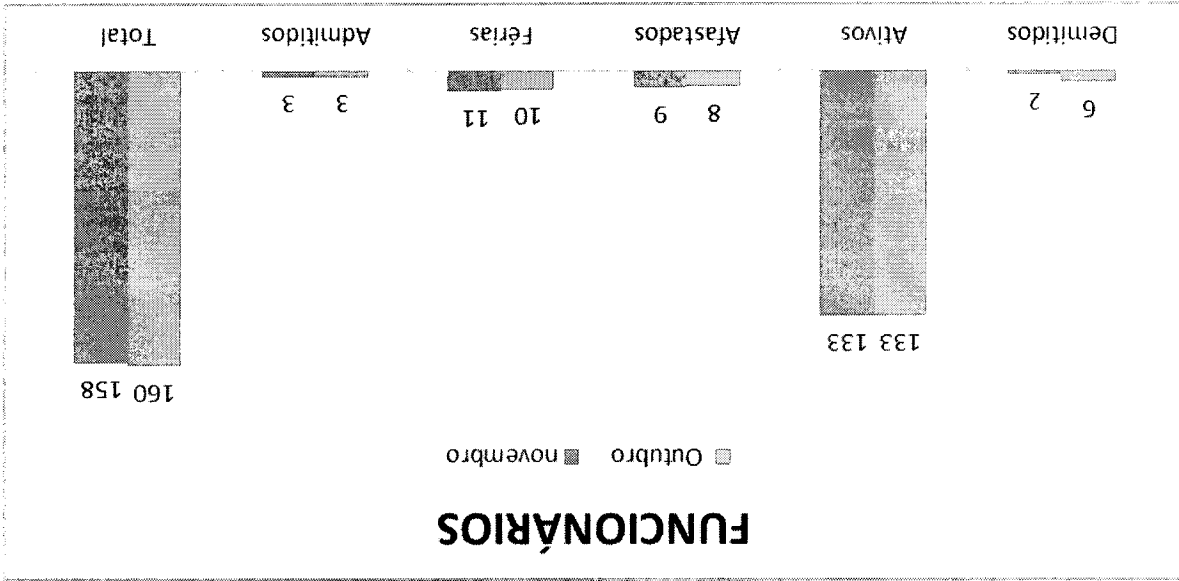 FUNCIONÁRIOS
Outubro novembro
160 158
133 133
6 2 8 9 10 11 3 3
Demitidos Ativos Afastados Férias Admitidos Total